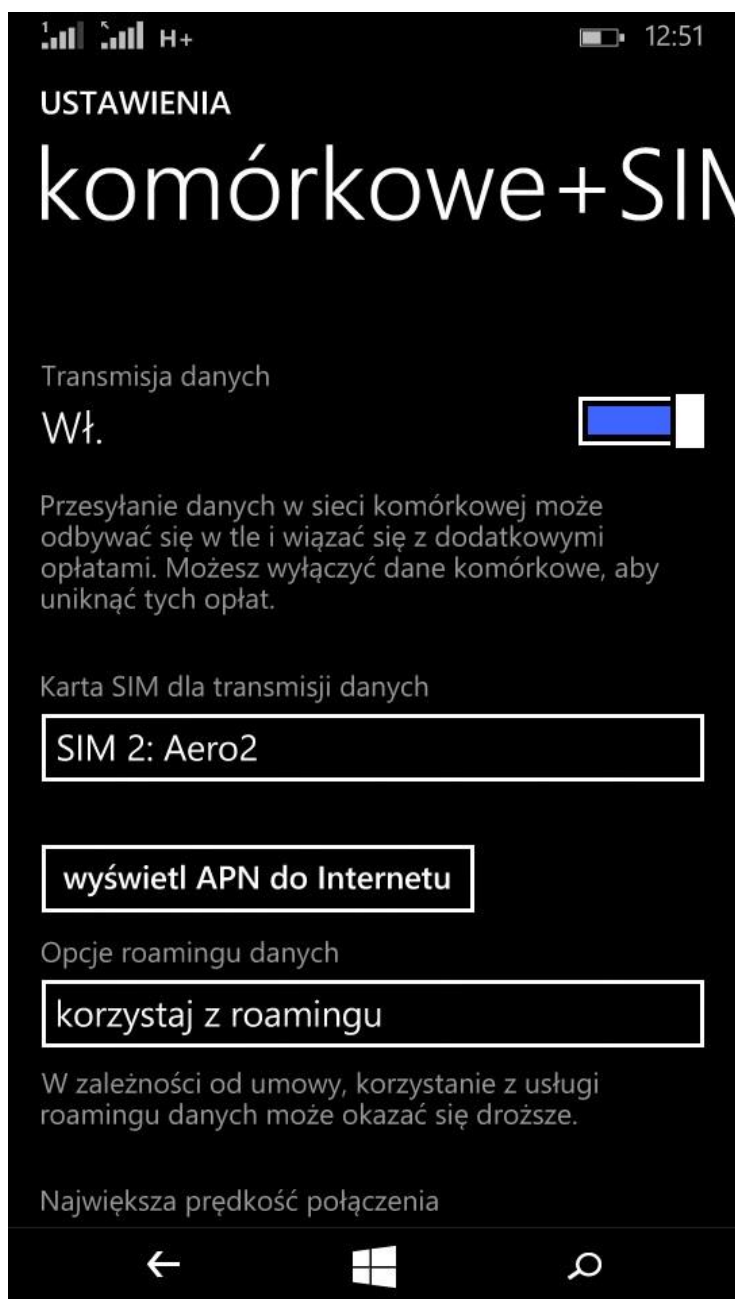 1 H+ 12:51
USTAWIENIA
komórkowe+SIM
Transmisja danych
Wł.
Przesyłanie danych w sieci komórkowej może
odbywać się w tle i wiązać się z dodatkowymi
opłatami. Możesz wyłączyć dane komórkowe, aby
uniknąć tych opłat.
Karta SIM dla transmisji danych
SIM 2: Aero2
wyświetl APN do Internetu
Opcje roamingu danych
korzystaj z roamingu
W zależności od umowy, korzystanie z usługi
roamingu danych może okazać się droższe.
Największa prędkość połączenia